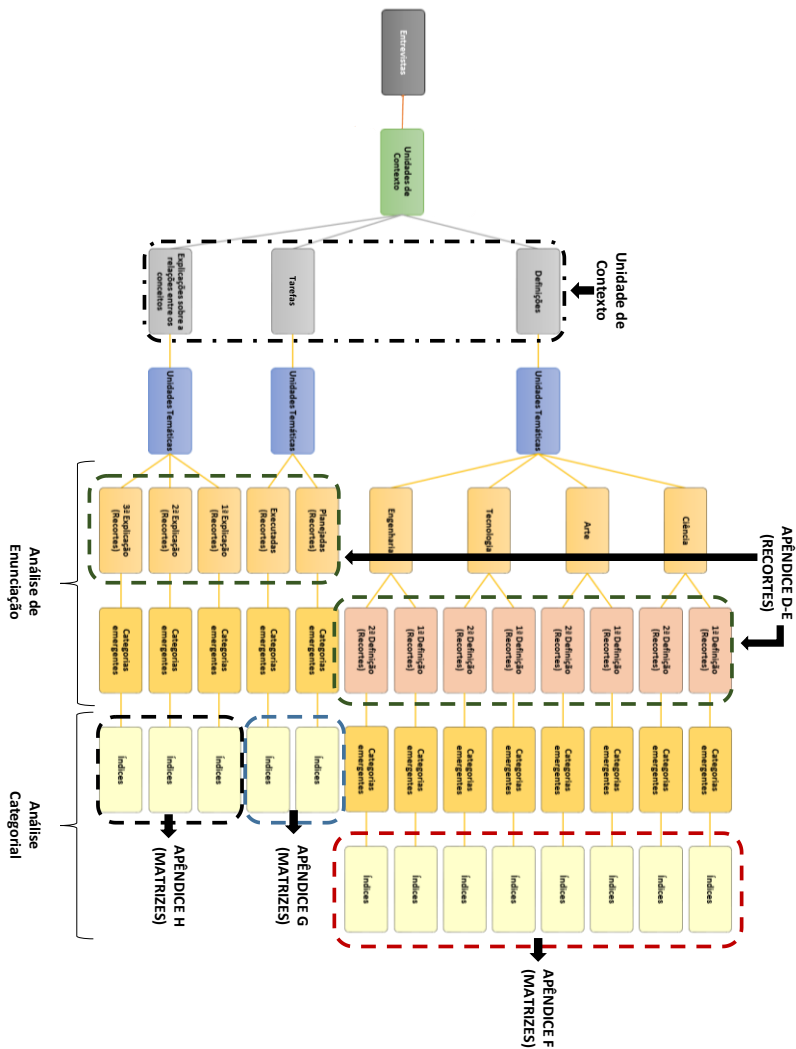 Entrevistas
Unidades de
Contexto
Unidade de
Contexto
Definições
Tarefas
Explicações sobre a
relações entre os
conceitos
Unidades Temáticas
Unidades Temáticas
Unidades Temáticas
APÊNDICE D-E
(RECORTES)
Ciência
Arte
Tecnologia
Engenharia
Planejadas
(Recortes)
Executadas
(Recortes)
1ª Explicação
(Recortes)
2ª Explicação
(Recortes)
3ª Explicação
(Recortes)
1ª Definição
(Recortes)
2ª Definição
(Recortes)
1ª Definição
(Recortes)
2ª Definição
(Recortes)
1ª Definição
(Recortes)
2ª Definição
(Recortes)
1ª Definição
(Recortes)
2ª Definição
(Recortes)
Categorias
emergentes
Categorias
emergentes
Categorias
emergentes
Categorias
emergentes
Categorias
emergentes
Categorias
emergentes
Categorias
emergentes
Categorias
emergentes
Categorias
emergentes
Categorias
emergentes
Categorias
emergentes
Categorias
emergentes
Categorias
emergentes
Índices
Índices
Índices
Índices
Índices
Índices
Índices
Índices
Índices
Índices
Índices
Índices
Índices
APÊNDICE F
(MATRIZES)
APÊNDICE G
(MATRIZES)
APÊNDICE H
(MATRIZES)
Análise de
Enunciação
Análise
Categorial